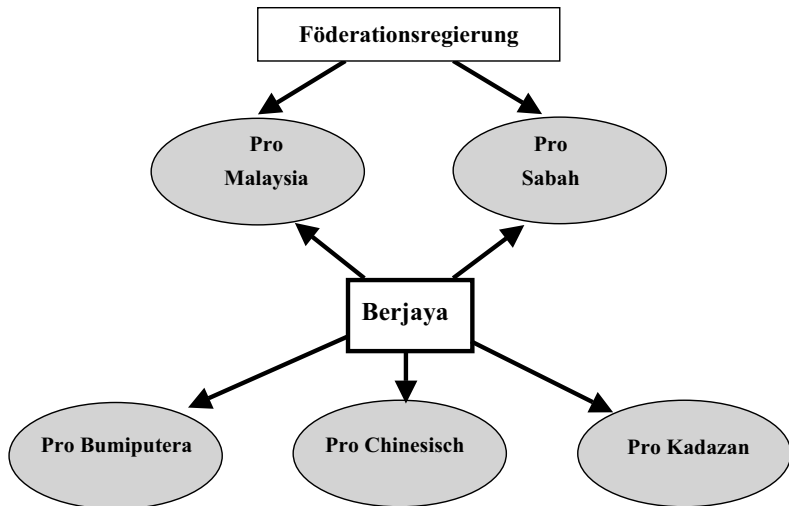 Föderationsregierung
Pro
Malaysia
Pro
Sabah
Berjaya
Pro Bumiputera
Pro Chinesisch
Pro Kadazan